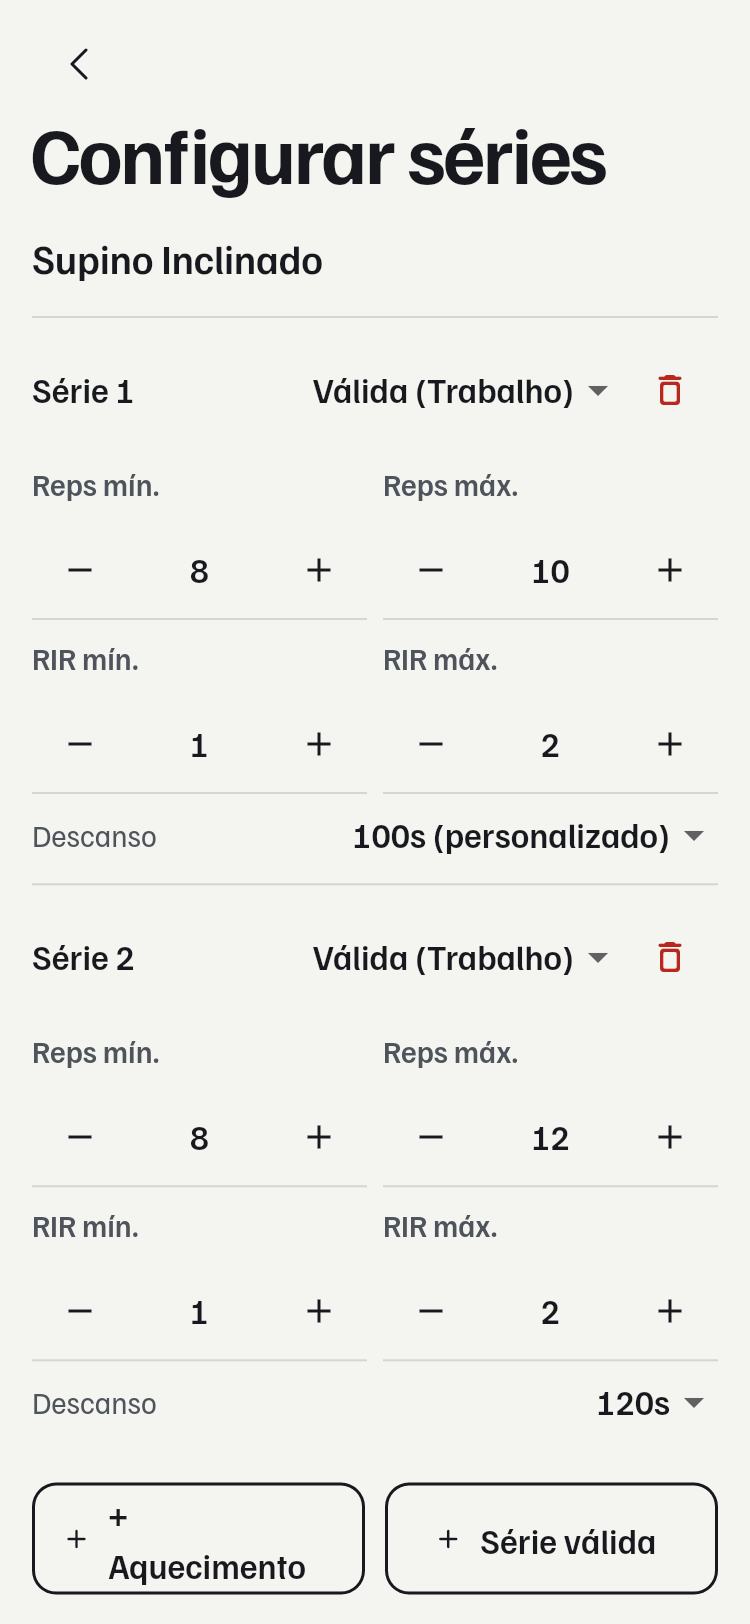 Configurar séries
Supino Inclinado
Série 1 Válida (Trabalho)
Reps mín. Reps máx.
− 8 + − 10 +
RIR mín. RIR máx.
− 1 + − 2 +
Descanso 100s (personalizado)
Série 2 Válida (Trabalho)
Reps mín. Reps máx.
− 8 + − 12 +
RIR mín. RIR máx.
− 1 + − 2 +
Descanso 120s
+ +
Aquecimento
+ Série válida